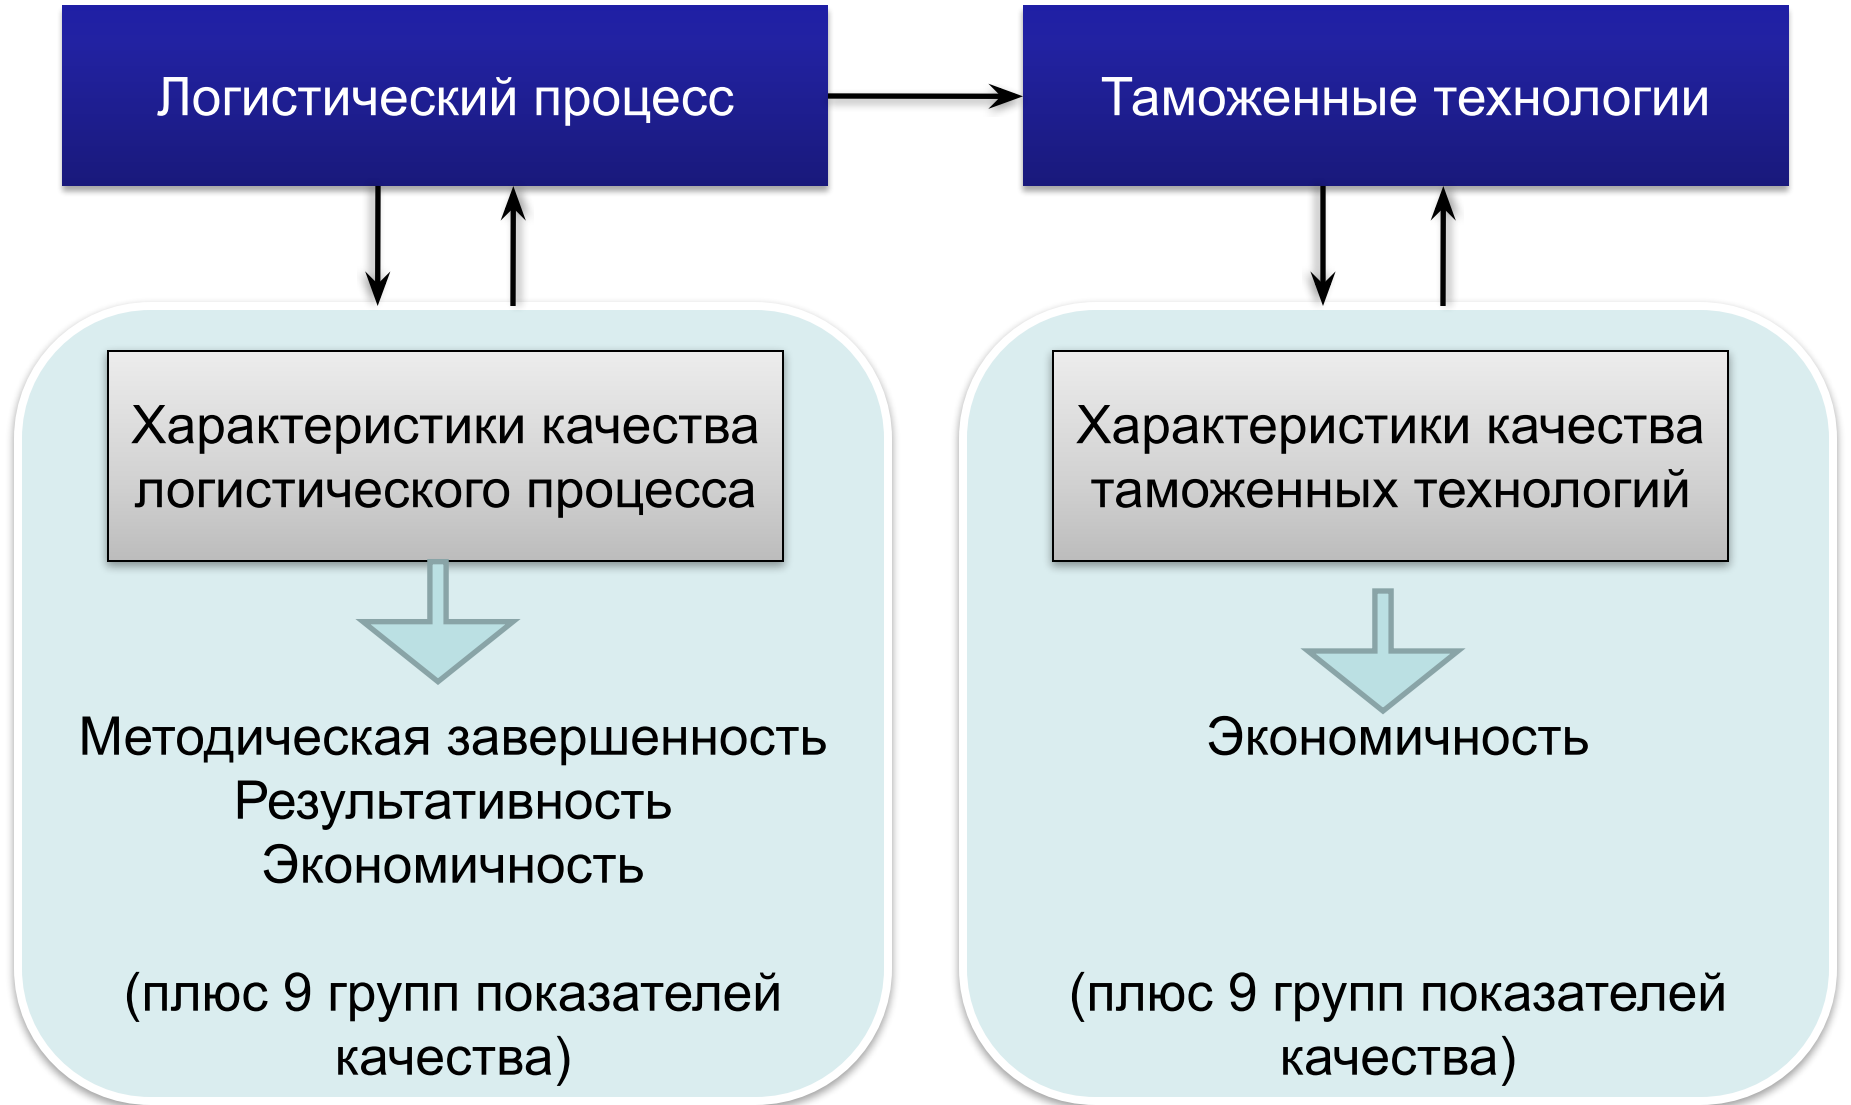 Логистический процесс
Таможенные технологии
Характеристики качества
логистического процесса
Методическая завершенность
Результативность
Экономичность
(плюс 9 групп показателей
качества)
Характеристики качества
таможенных технологий
Экономичность
(плюс 9 групп показателей
качества)